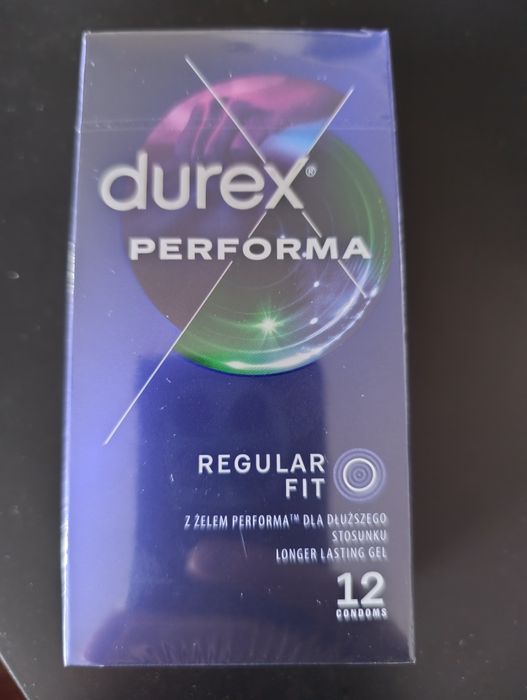 durex®
PERFORMA
REGULAR
FIT
Z ŻELEM PERFORMA™ DLA DŁUŻSZEGO
STOSUNKU
LONGER LASTING GEL
12
CONDOMS